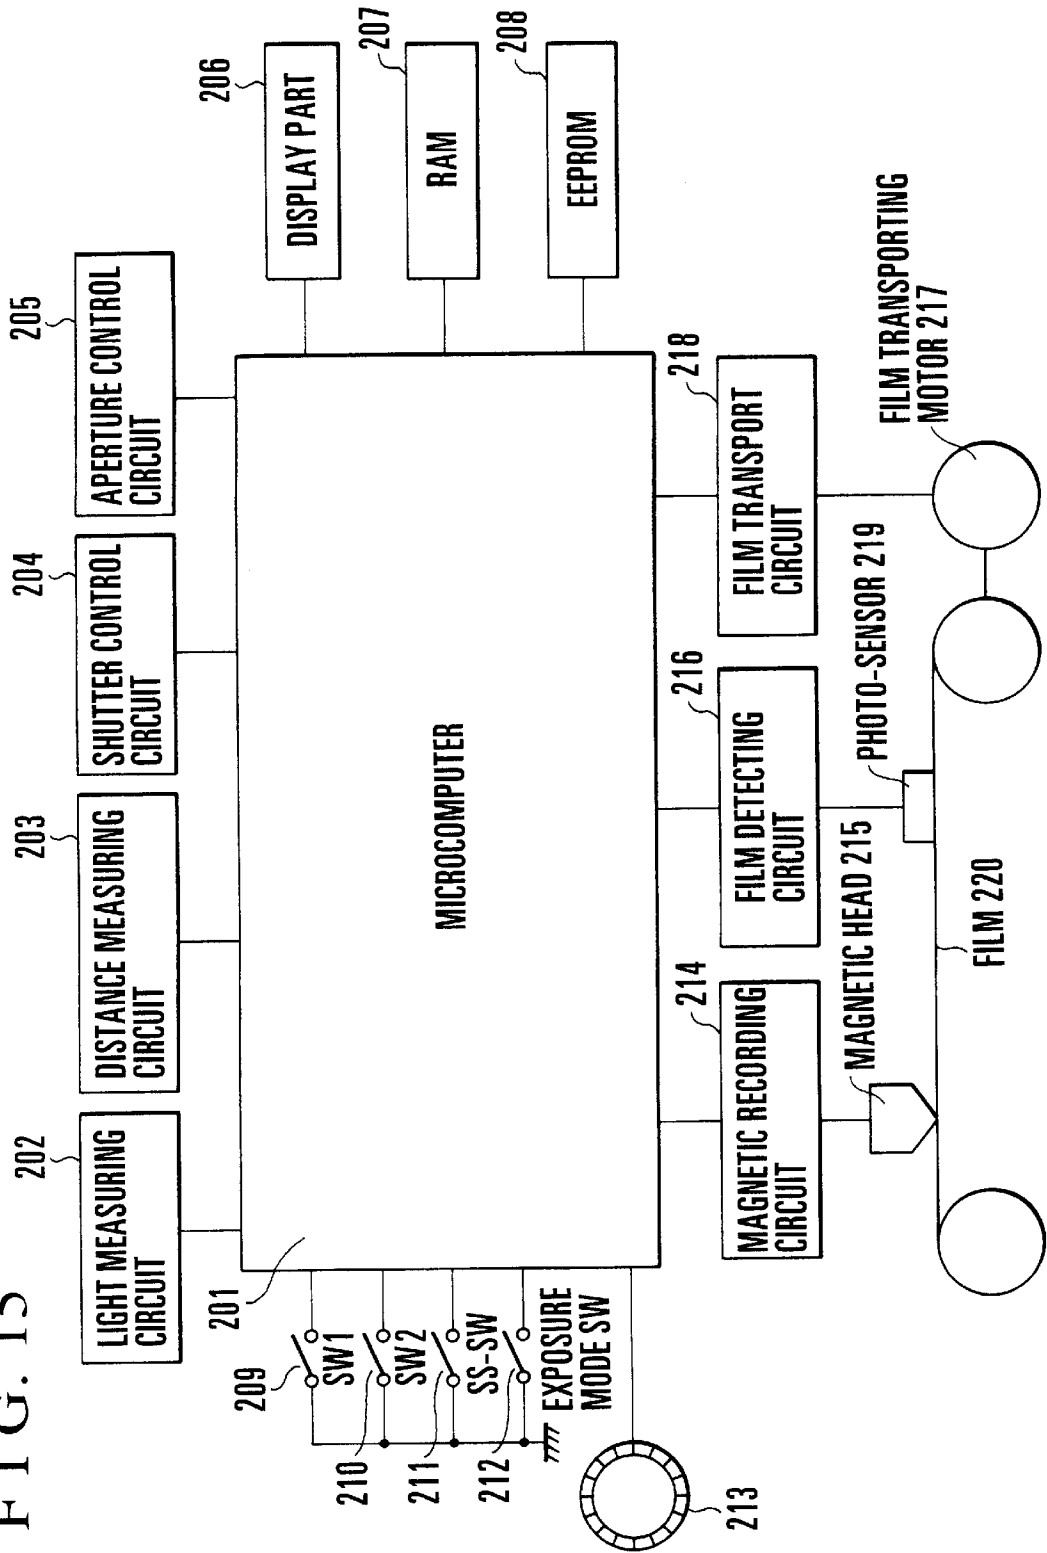 FIG. 15
202
203
204
205
LIGHT MEASURING
CIRCUIT
DISTANCE MEASURING
CIRCUIT
SHUTTER CONTROL
CIRCUIT
APERTURE CONTROL
CIRCUIT
201
MICROCOMPUTER
206
DISPLAY PART
207
RAM
208
EEPROM
209
SW1
210
SW2
211
SS-SW
212
EXPOSURE
MODE SW
213
214
MAGNETIC RECORDING
CIRCUIT
216
FILM DETECTING
CIRCUIT
218
FILM TRANSPORT
CIRCUIT
MAGNETIC HEAD 215
PHOTO-SENSOR 219
FILM TRANSPORTING
MOTOR 217
FILM 220